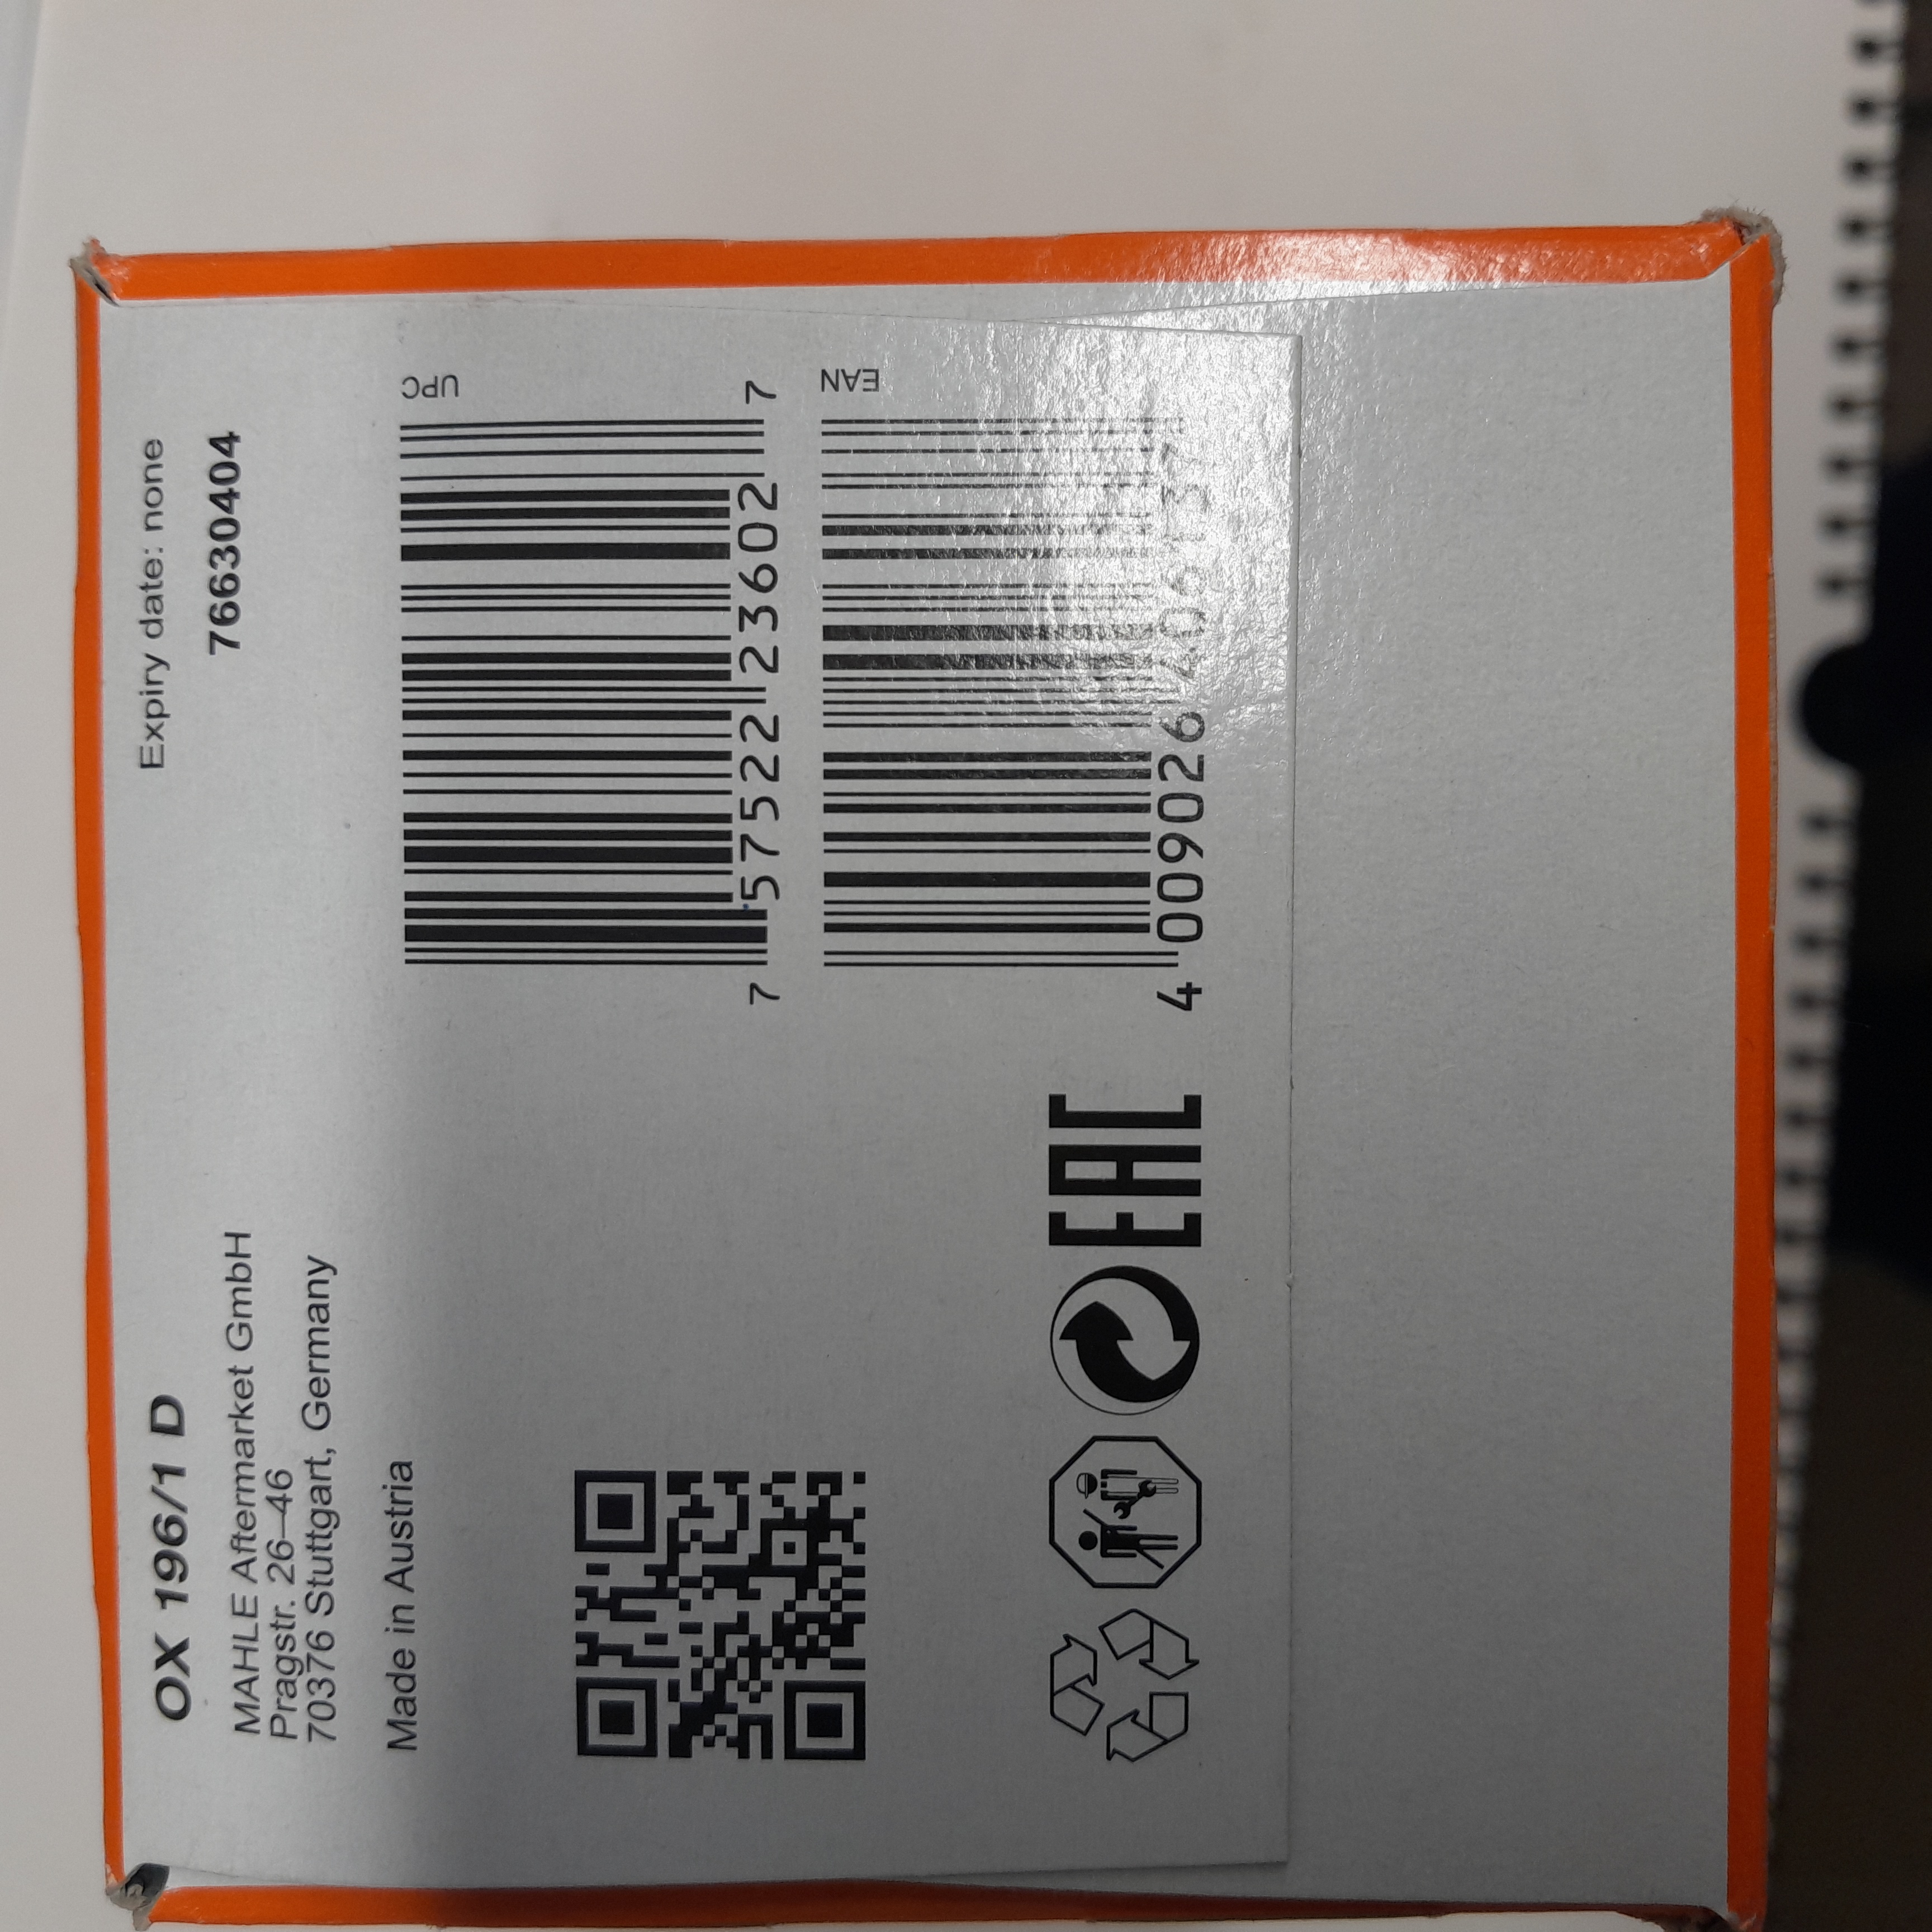 OX 196/1 D
Expiry date: none
MAHLE Aftermarket GmbH
76630404
Pragstr. 26–46
70376 Stuttgart, Germany
Made in Austria
UPC
7 57522 23602 7
EAN
4 009026
EAC